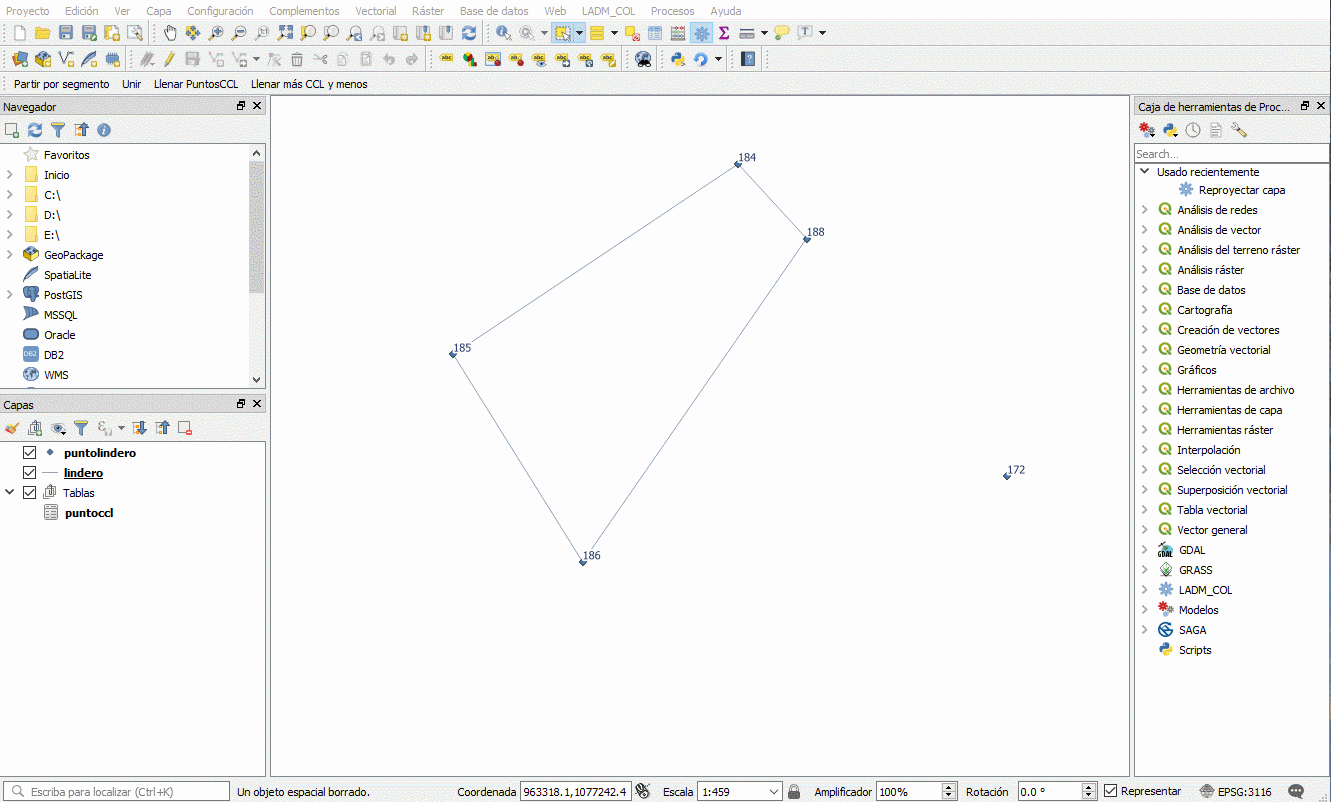 Proyecto Edición Ver Capa Configuración Complementos Vectorial Ráster Base de datos Web LADM_COL Procesos Ayuda
Partir por segmento Unir Llenar PuntosCCL Llenar más CCL y menos
Navegador
Favoritos
Inicio
C:\
D:\
E:\
GeoPackage
SpatiaLite
PostGIS
MSSQL
Oracle
DB2
DB2
WMS
Capas
puntolindero
lindero
Tablas
puntoccl
184
188
185
172
186
Caja de herramientas de Proc...
Search...
Usado recientemente
Reproyectar capa
Análisis de redes
Análisis de vector
Análisis del terreno ráster
Análisis ráster
Base de datos
Cartografía
Creación de vectores
Geometría vectorial
Gráficos
Herramientas de archivo
Herramientas de capa
Herramientas ráster
Interpolación
Selección vectorial
Superposición vectorial
Tabla vectorial
Vector general
GDAL
GRASS
LADM_COL
Modelos
SAGA
Scripts
Escriba para localizar (Ctrl+K) Un objeto espacial borrado. Coordenada 963318.1,1077242.4 Escala 1:459 Amplificador 100% Rotación 0.0 ° Representar EPSG:3116